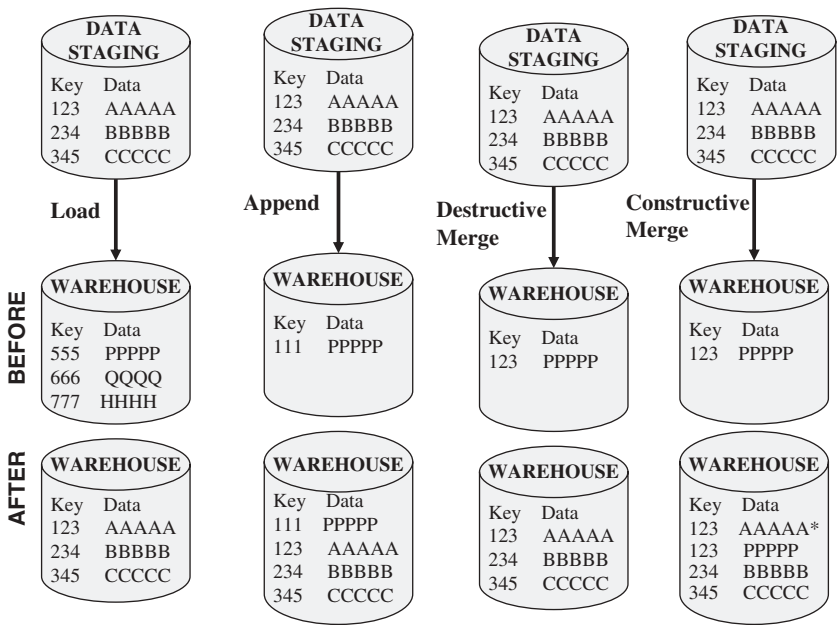 DATA
STAGING
Key Data
123 AAAAA
234 BBBBB
345 CCCCC
DATA
STAGING
Key Data
123 AAAAA
234 BBBBB
345 CCCCC
DATA
STAGING
Key Data
123 AAAAA
234 BBBBB
345 CCCCC
DATA
STAGING
Key Data
123 AAAAA
234 BBBBB
345 CCCCC
Load
Append
Destructive
Merge
Constructive
Merge
BEFORE
WAREHOUSE
Key Data
555 PPPPP
666 QQQQ
777 HHHH
WAREHOUSE
Key Data
111 PPPPP
WAREHOUSE
Key Data
123 PPPPP
WAREHOUSE
Key Data
123 PPPPP
AFTER
WAREHOUSE
Key Data
123 AAAAA
234 BBBBB
345 CCCCC
WAREHOUSE
Key Data
111 PPPPP
123 AAAAA
234 BBBBB
345 CCCCC
WAREHOUSE
Key Data
123 AAAAA
234 BBBBB
345 CCCCC
WAREHOUSE
Key Data
123 AAAAA*
123 PPPPP
234 BBBBB
345 CCCCC